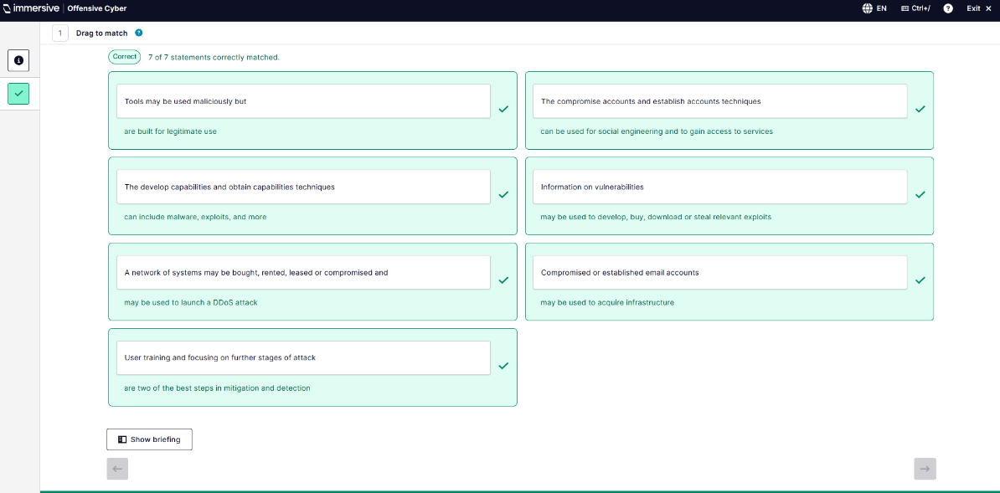 immersive | Offensive Cyber
EN
Ctrl+/
?
Exit
1 Drag to match ?
Correct 7 of 7 statements correctly matched.
Tools may be used maliciously but
are built for legitimate use
The compromise accounts and establish accounts techniques
can be used for social engineering and to gain access to services
The develop capabilities and obtain capabilities techniques
can include malware, exploits, and more
Information on vulnerabilities
may be used to develop, buy, download or steal relevant exploits
A network of systems may be bought, rented, leased or compromised and
may be used to launch a DDoS attack
Compromised or established email accounts
may be used to acquire infrastructure
User training and focusing on further stages of attack
are two of the best steps in mitigation and detection
Show briefing